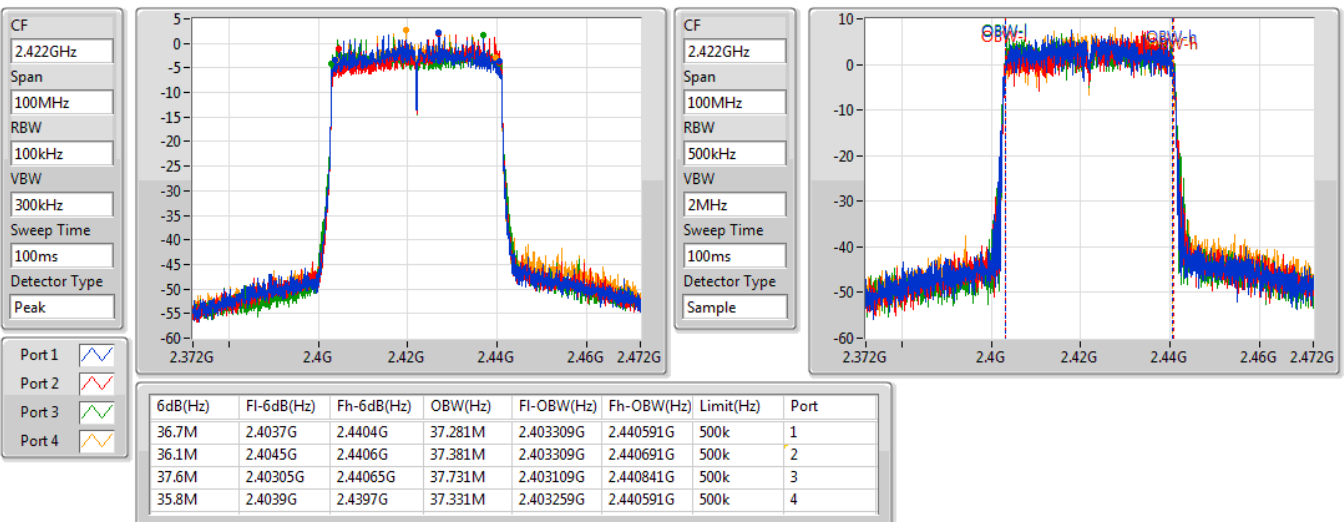 CF
2.422GHz
Span
100MHz
RBW
100kHz
VBW
300kHz
Sweep Time
100ms
Detector Type
Peak
5
0
-5
-10
-15
-20
-25
-30
-35
-40
-45
-50
-55
-60
2.372G 2.4G 2.42G 2.44G 2.46G 2.472G
CF
2.422GHz
Span
100MHz
RBW
500kHz
VBW
2MHz
Sweep Time
100ms
Detector Type
Sample
10
0
-10
-20
-30
-40
-50
-60
OBW-l
OBW-h
2.372G 2.4G 2.42G 2.44G 2.46G 2.472G
Port 1
Port 2
Port 3
Port 4
6dB(Hz) Fl-6dB(Hz) Fh-6dB(Hz) OBW(Hz) Fl-OBW(Hz) Fh-OBW(Hz) Limit(Hz) Port
36.7M 2.4037G 2.4404G 37.281M 2.403309G 2.440591G 500k 1
36.1M 2.4045G 2.4406G 37.381M 2.403309G 2.440691G 500k 2
37.6M 2.40305G 2.44065G 37.731M 2.403109G 2.440841G 500k 3
35.8M 2.4039G 2.4397G 37.331M 2.403259G 2.440591G 500k 4